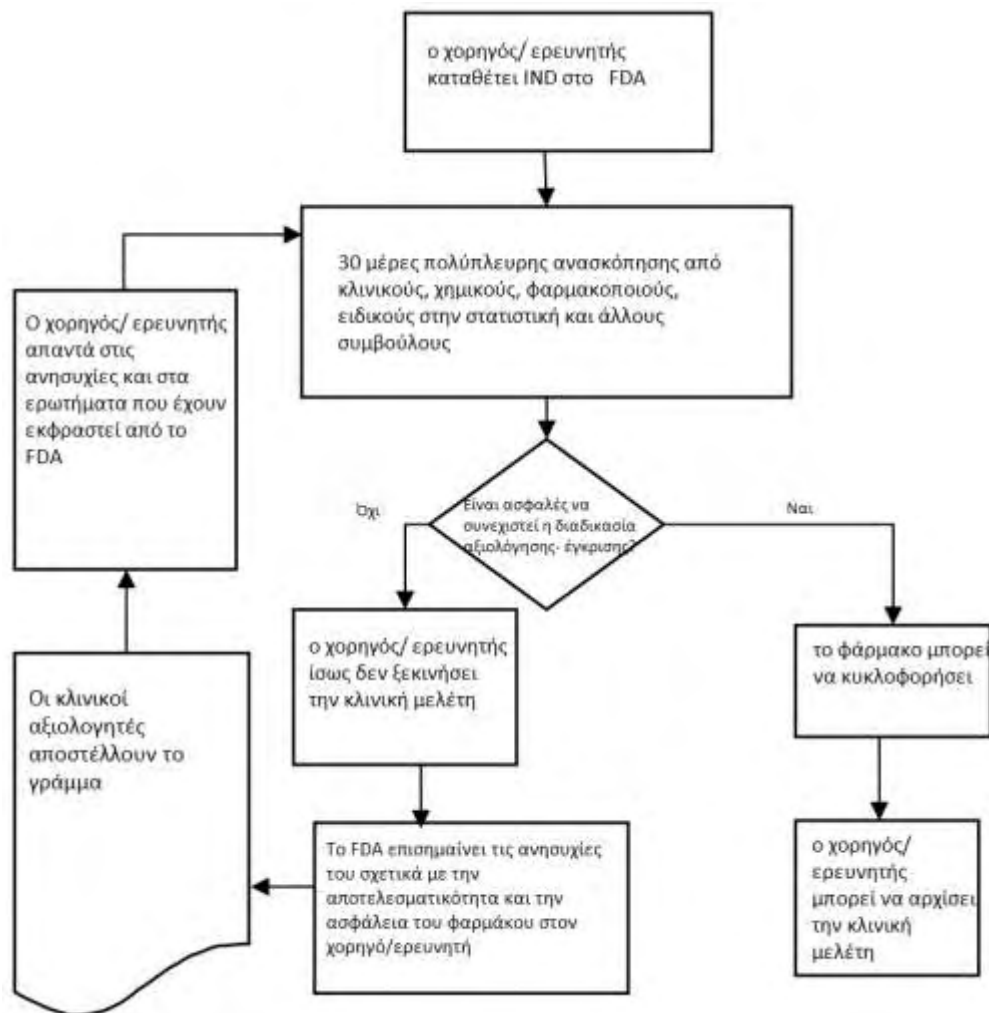 ο χορηγός/ ερευνητής
καταθέτει IND στο FDA
30 μέρες πολύπλευρης ανασκόπησης από
κλινικούς, χημικούς, φαρμακοποιούς,
ειδικούς στην στατιστική και άλλους
συμβούλους
Ο χορηγός/ ερευνητής
απαντά στις
ανησυχίες και στα
ερωτήματα που έχουν
εκφραστεί από το
FDA
Όχι
Είναι ασφαλές να
συνεχιστεί η διαδικασία
αξιολόγησης- έγκρισης?
Ναι
ο χορηγός/ ερευνητής
ίσως δεν ξεκινήσει
την κλινική μελέτη
το φάρμακο μπορεί
να κυκλοφορήσει
Οι κλινικοί
αξιολογητές
αποστέλλουν το
γράμμα
Το FDA επισημαίνει τις ανησυχίες
του σχετικά με την
αποτελεσματικότητα και την
ασφάλεια του φαρμάκου στον
χορηγό/ερευνητή
ο χορηγός/
ερευνητής
μπορεί να αρχίσει
την κλινική
μελέτη